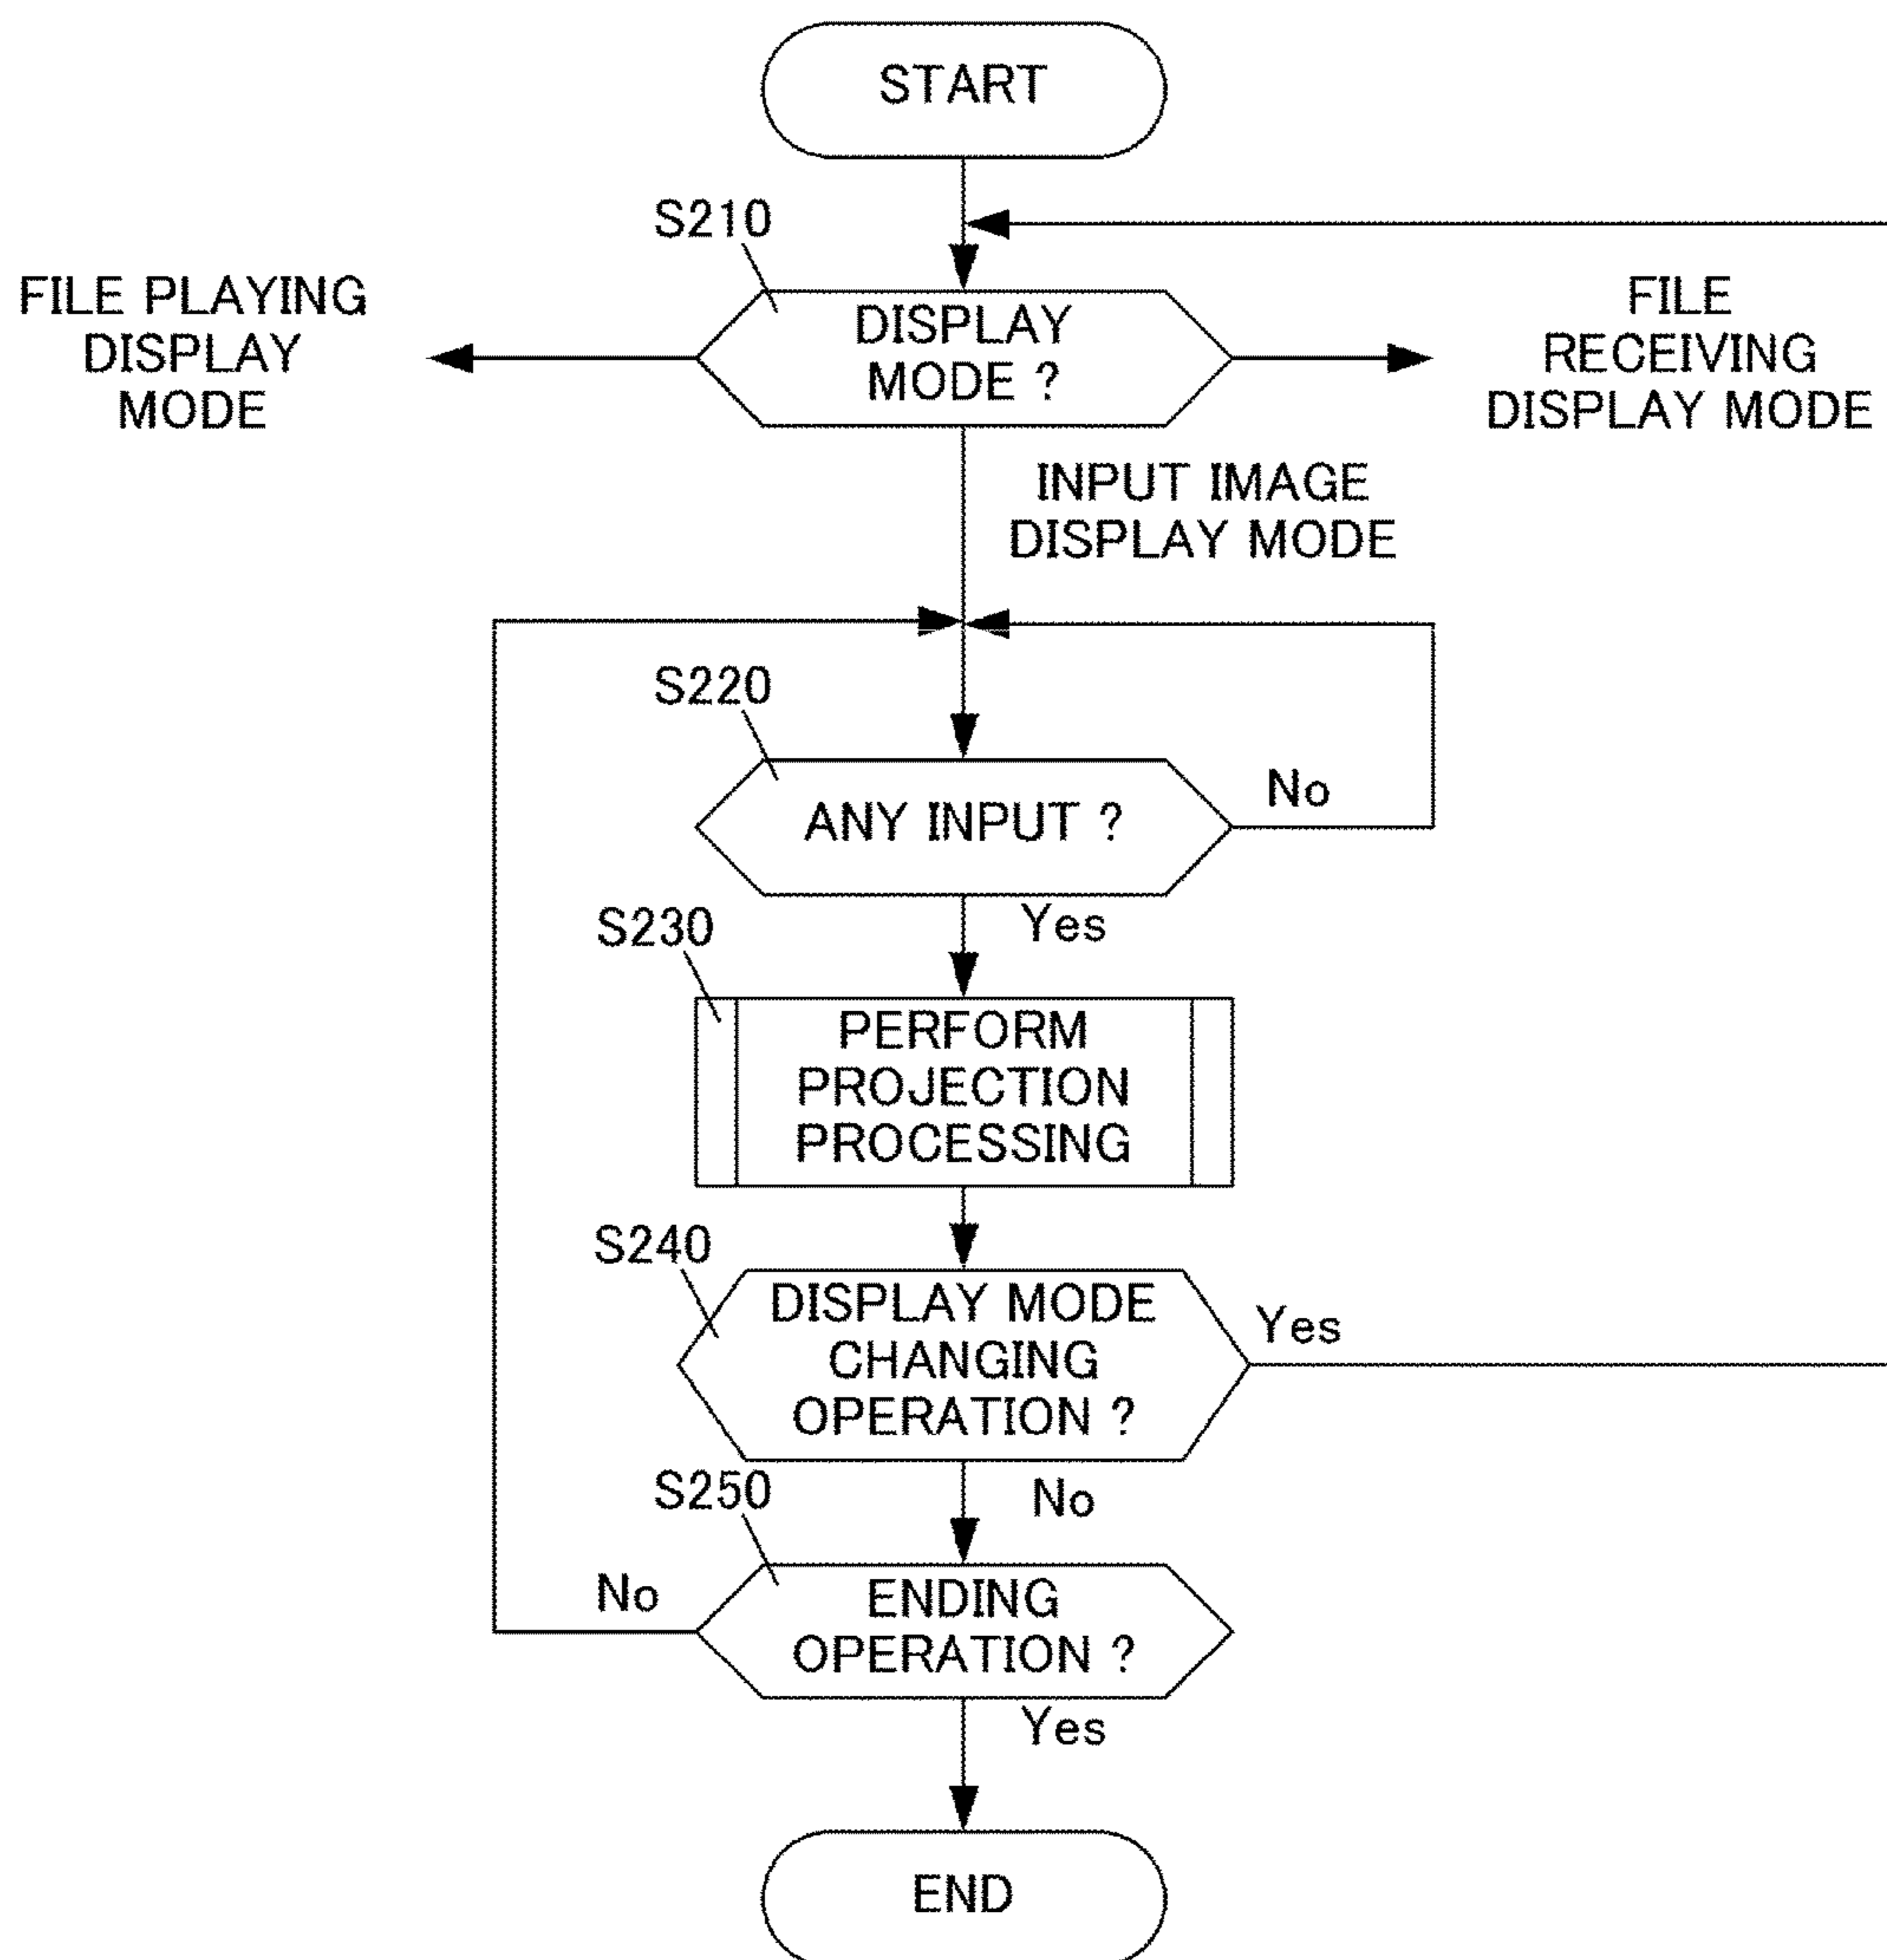 START
S210
FILE PLAYING
DISPLAY
MODE
DISPLAY
MODE ?
FILE
RECEIVING
DISPLAY MODE
INPUT IMAGE
DISPLAY MODE
S220
ANY INPUT ?
No
Yes
S230
PERFORM
PROJECTION
PROCESSING
S240
DISPLAY MODE
CHANGING
OPERATION ?
Yes
No
S250
No
ENDING
OPERATION ?
Yes
END